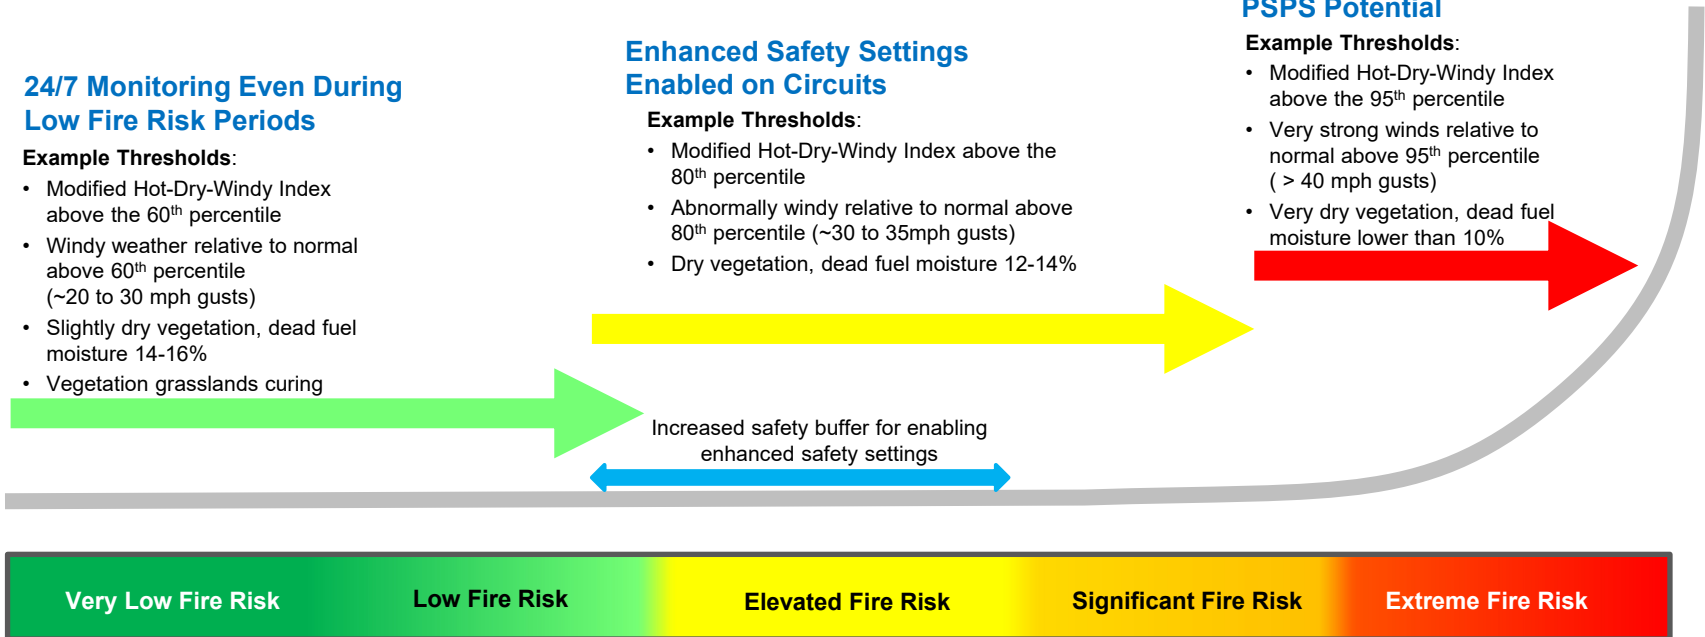 24/7 Monitoring Even During
Low Fire Risk Periods
Example Thresholds:
• Modified Hot-Dry-Windy Index
above the 60th percentile
• Windy weather relative to normal
above 60th percentile
(~20 to 30 mph gusts)
• Slightly dry vegetation, dead fuel
moisture 14-16%
• Vegetation grasslands curing
Enhanced Safety Settings
Enabled on Circuits
Example Thresholds:
• Modified Hot-Dry-Windy Index above the
80th percentile
• Abnormally windy relative to normal above
80th percentile (~30 to 35mph gusts)
• Dry vegetation, dead fuel moisture 12-14%
PSPS Potential
Example Thresholds:
• Modified Hot-Dry-Windy Index
above the 95th percentile
• Very strong winds relative to
normal above 95th percentile
( > 40 mph gusts)
• Very dry vegetation, dead fuel
moisture lower than 10%
Increased safety buffer for enabling
enhanced safety settings
Very Low Fire Risk
Low Fire Risk
Elevated Fire Risk
Significant Fire Risk
Extreme Fire Risk